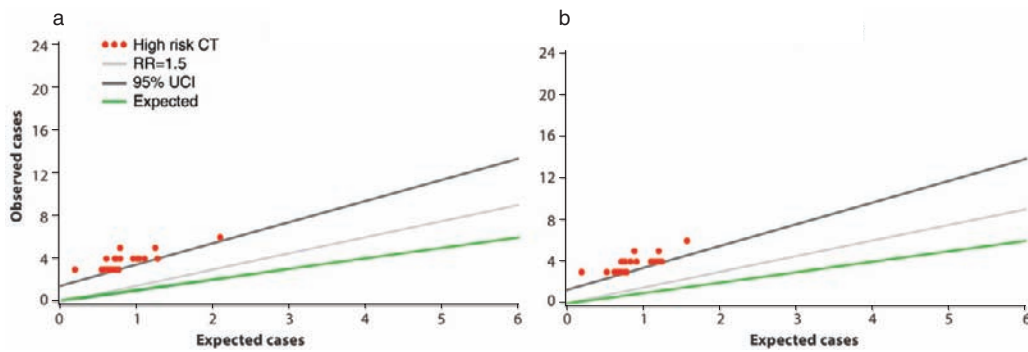 a
24
20
16
12
8
4
0
Observed cases
High risk CT
RR=1.5
95% UCI
Expected
0 1 2 3 4 5 6
Expected cases
b
24
20
16
12
8
4
0
0 1 2 3 4 5 6
Expected cases